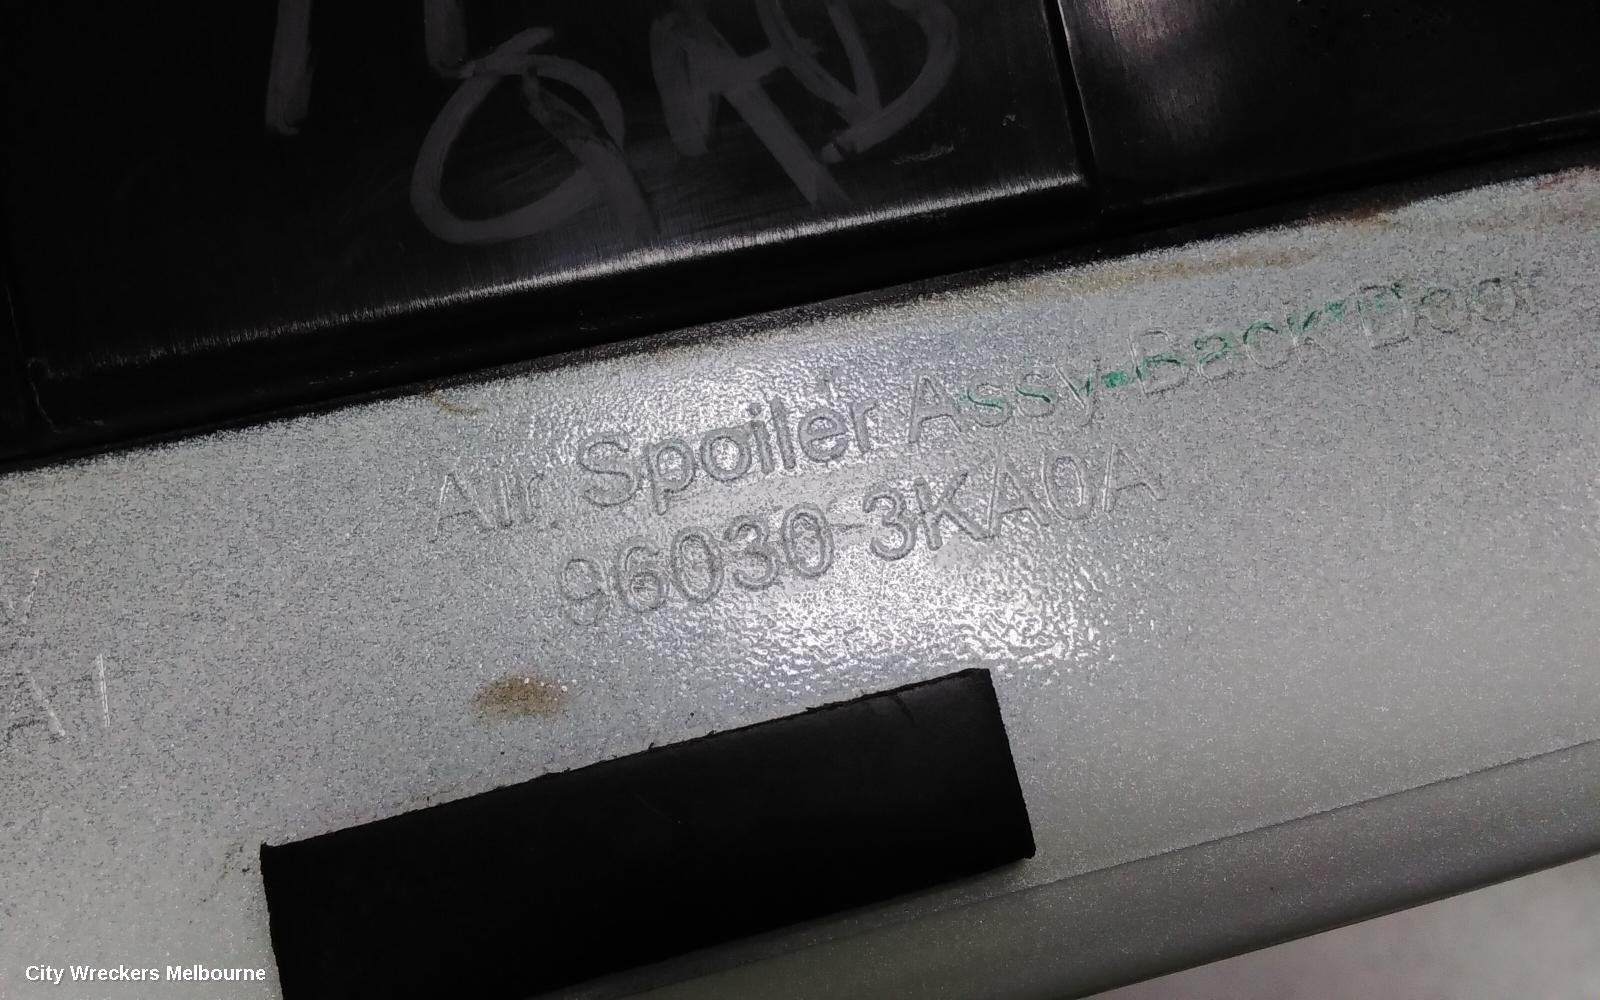 Air Spoiler Assy-Back Door
96030-3KA0A
City Wreckers Melbourne